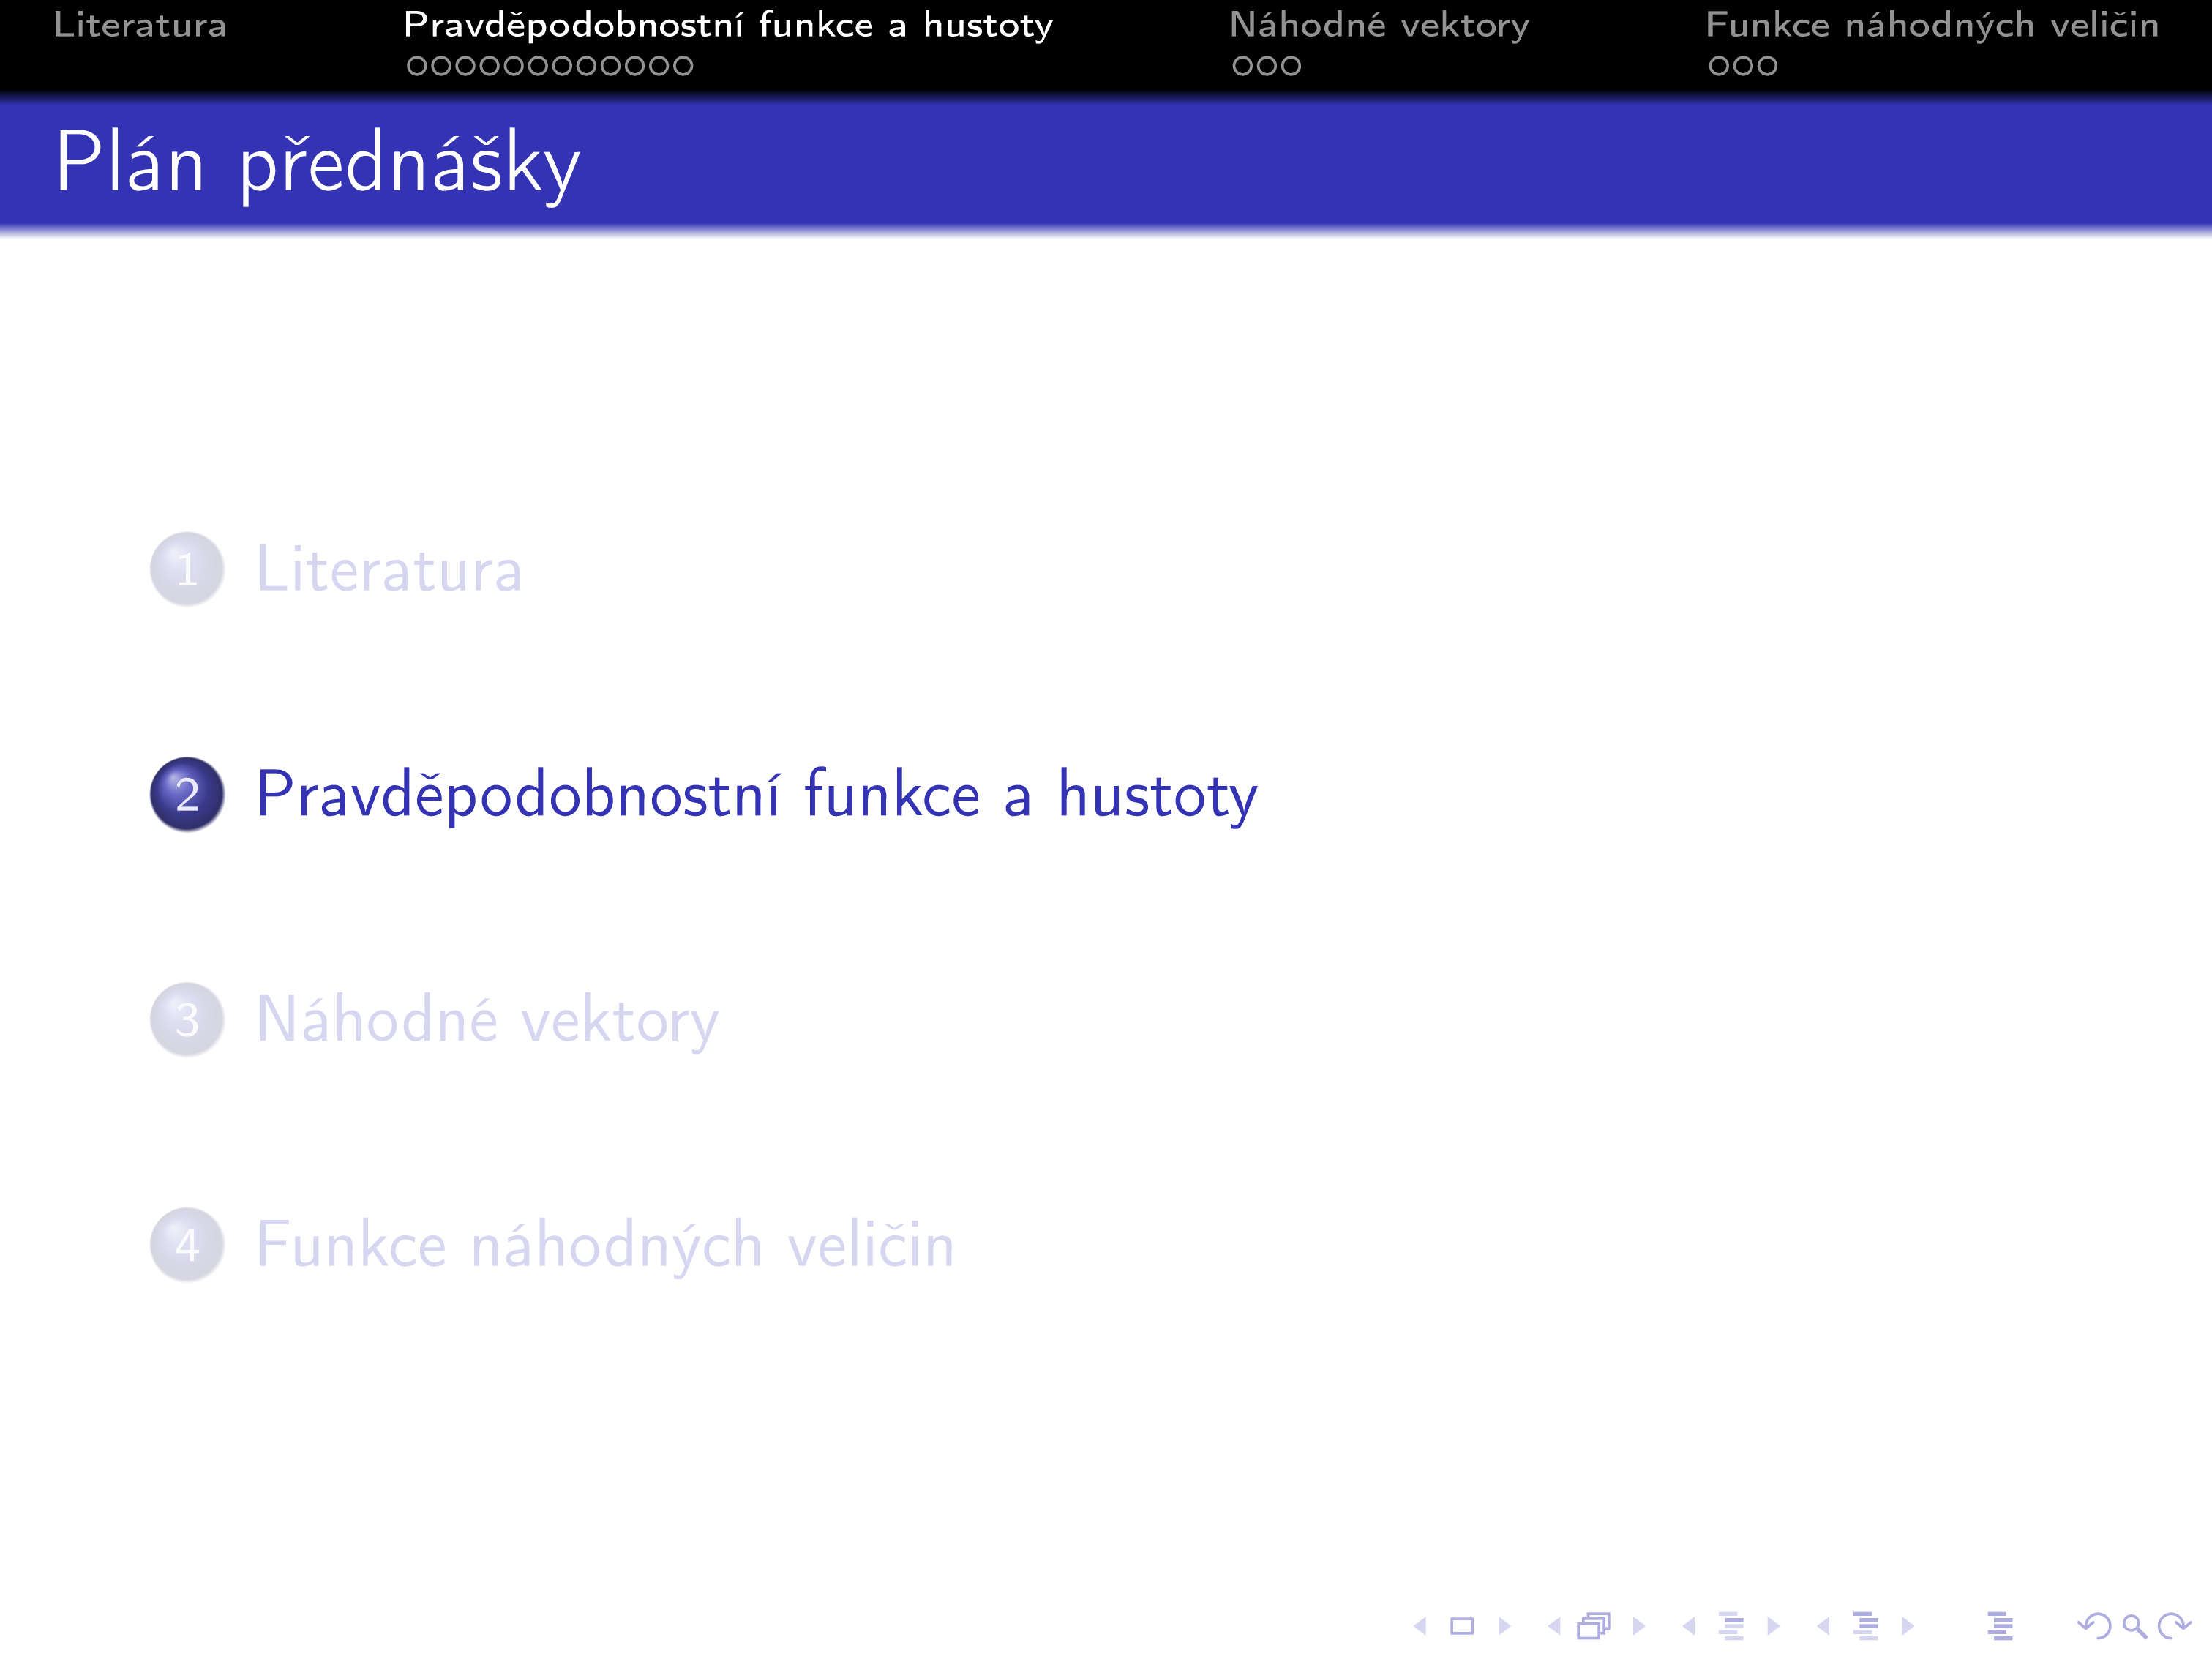 Literatura Pravděpodobnostní funkce a hustoty Náhodné vektory Funkce náhodných veličin
Plán přednášky
1 Literatura
2 Pravděpodobnostní funkce a hustoty
3 Náhodné vektory
4 Funkce náhodných veličin